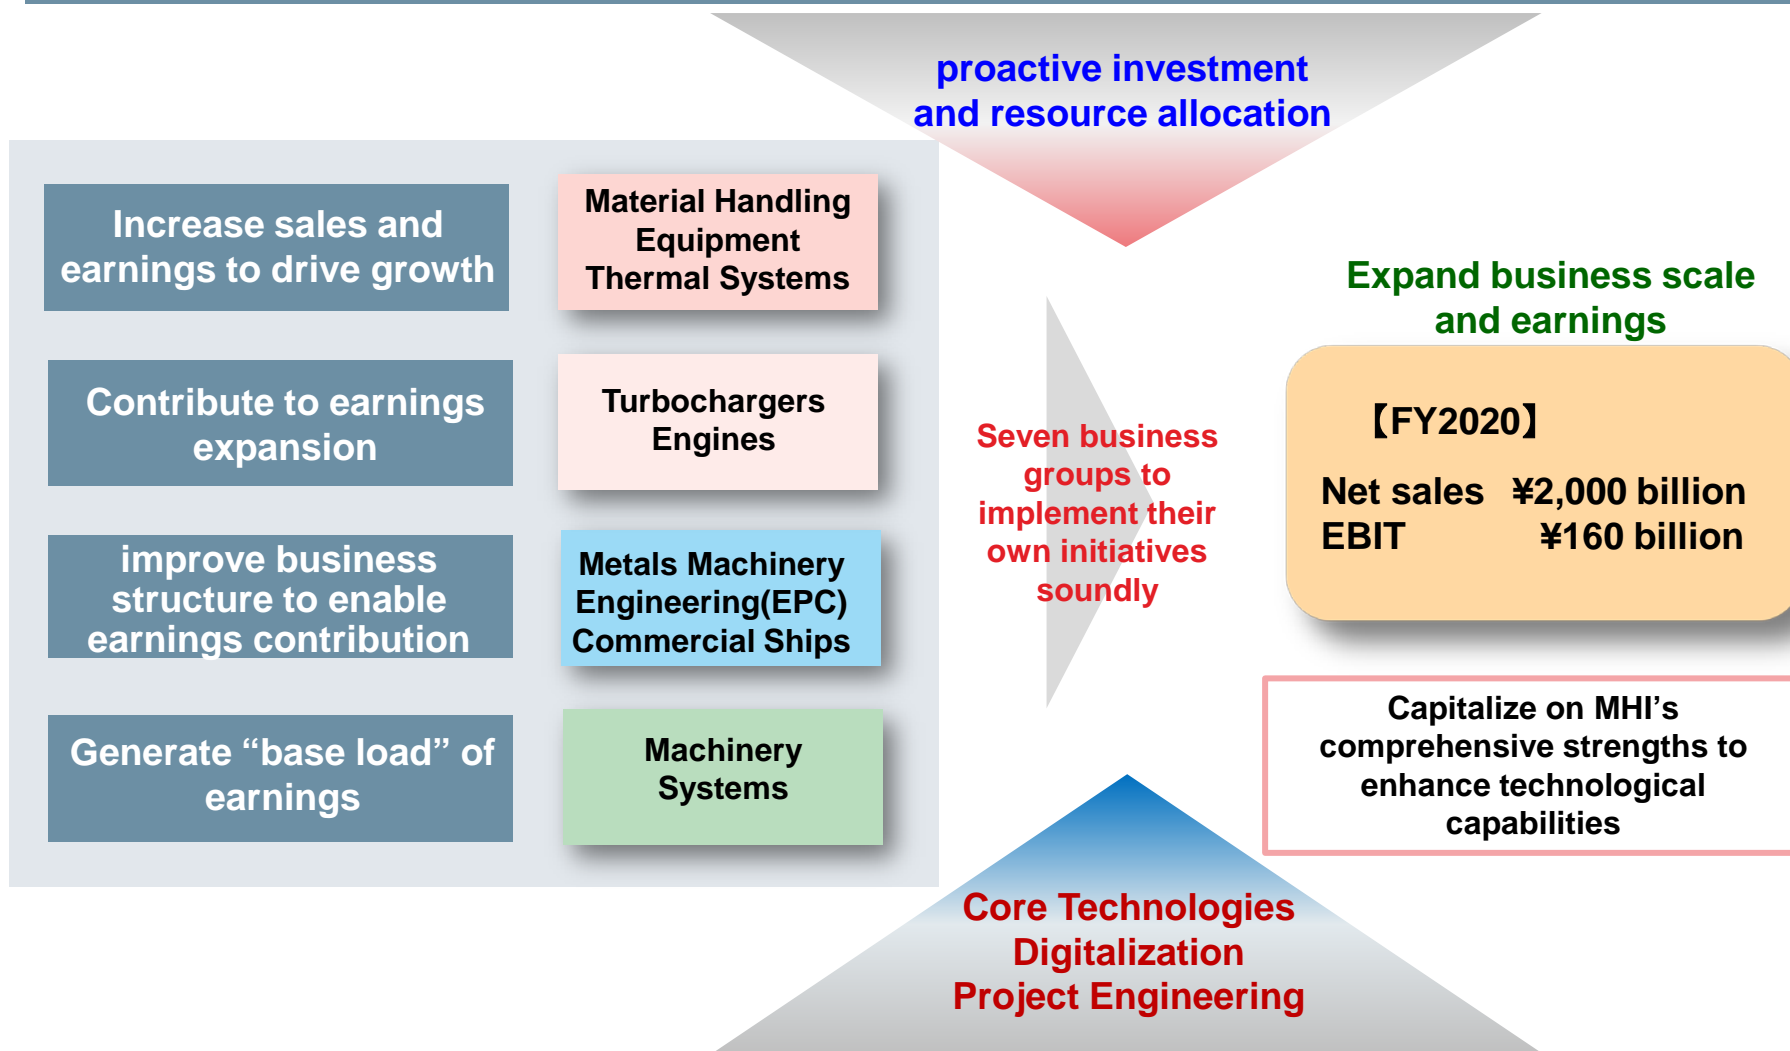 proactive investment
and resource allocation
Increase sales and
earnings to drive growth
Material Handling
Equipment
Thermal Systems
Contribute to earnings
expansion
Turbochargers
Engines
improve business
structure to enable
earnings contribution
Metals Machinery
Engineering(EPC)
Commercial Ships
Generate “base load” of
earnings
Machinery
Systems
Seven business
groups to
implement their
own initiatives
soundly
Expand business scale
and earnings
【FY2020】
Net sales ¥2,000 billion
EBIT ¥160 billion
Capitalize on MHI’s
comprehensive strengths to
enhance technological
capabilities
Core Technologies
Digitalization
Project Engineering